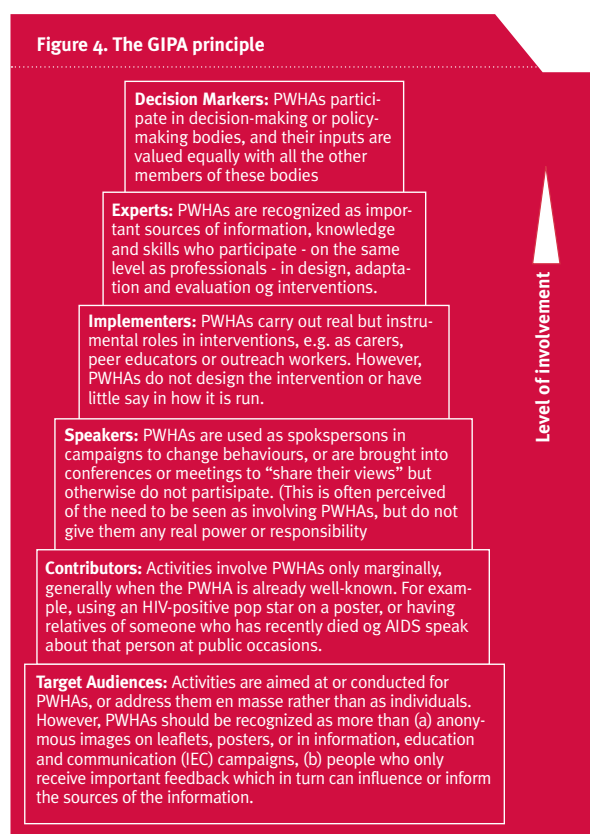 Figure 4. The GIPA principle
Decision Markers: PWHAs partici-
pate in decision-making or policy-
making bodies, and their inputs are
valued equally with all the other
members of these bodies
Experts: PWHAs are recognized as impor-
tant sources of information, knowledge
and skills who participate - on the same
level as professionals - in design, adapta-
tion and evaluation og interventions.
Implementers: PWHAs carry out real but instru-
mental roles in interventions, e.g. as carers,
peer educators or outreach workers. However,
PWHAs do not design the intervention or have
little say in how it is run.
Speakers: PWHAs are used as spokspersons in
campaigns to change behaviours, or are brought into
conferences or meetings to “share their views” but
otherwise do not partisipate. (This is often perceived
of the need to be seen as involving PWHAs, but do not
give them any real power or responsibility
Contributors: Activities involve PWHAs only marginally,
generally when the PWHA is already well-known. For exam-
ple, using an HIV-positive pop star on a poster, or having
relatives of someone who has recently died og AIDS speak
about that person at public occasions.
Target Audiences: Activities are aimed at or conducted for
PWHAs, or address them en masse rather than as individuals.
However, PWHAs should be recognized as more than (a) anony-
mous images on leaflets, posters, or in information, education
and communication (IEC) campaigns, (b) people who only
receive important feedback which in turn can influence or inform
the sources of the information.
Level of involvement